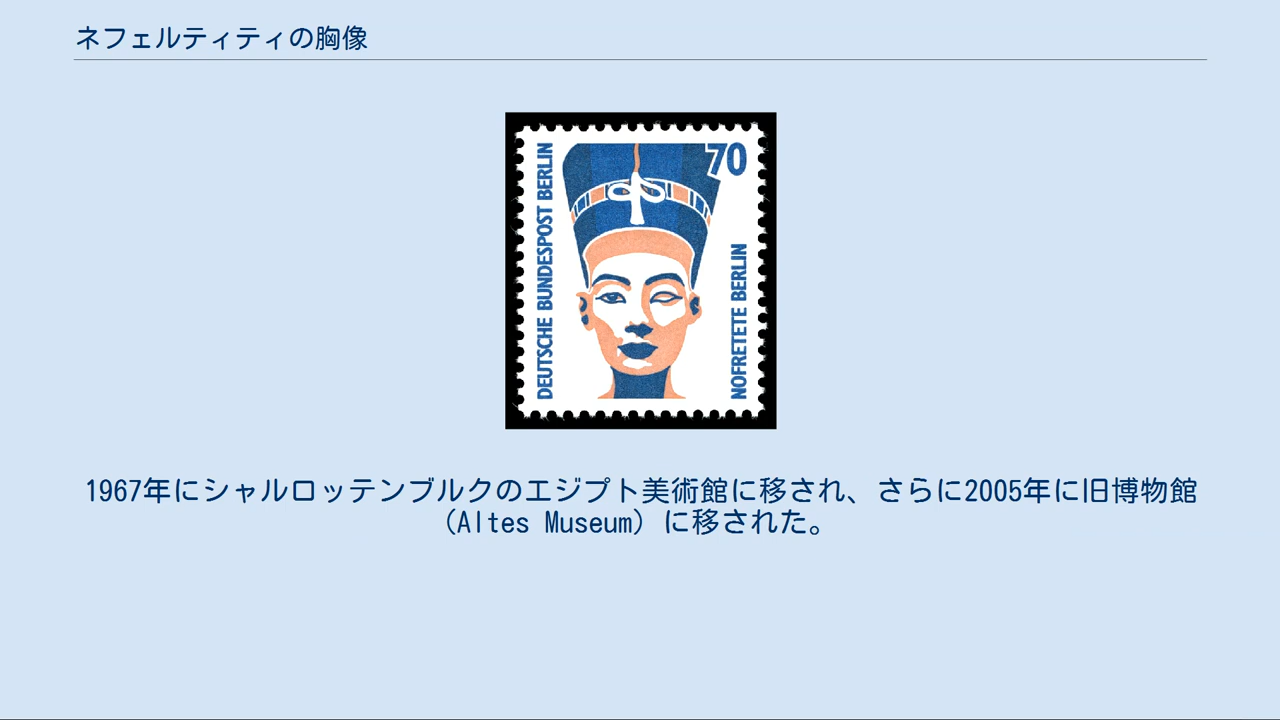 ネフェルティティの胸像
DEUTSCHE BUNDESPOST BERLIN
70
NOFRETETE BERLIN
1967年にシャルロッテンブルクのエジプト美術館に移され、さらに2005年に旧博物館
（Altes Museum）に移された。